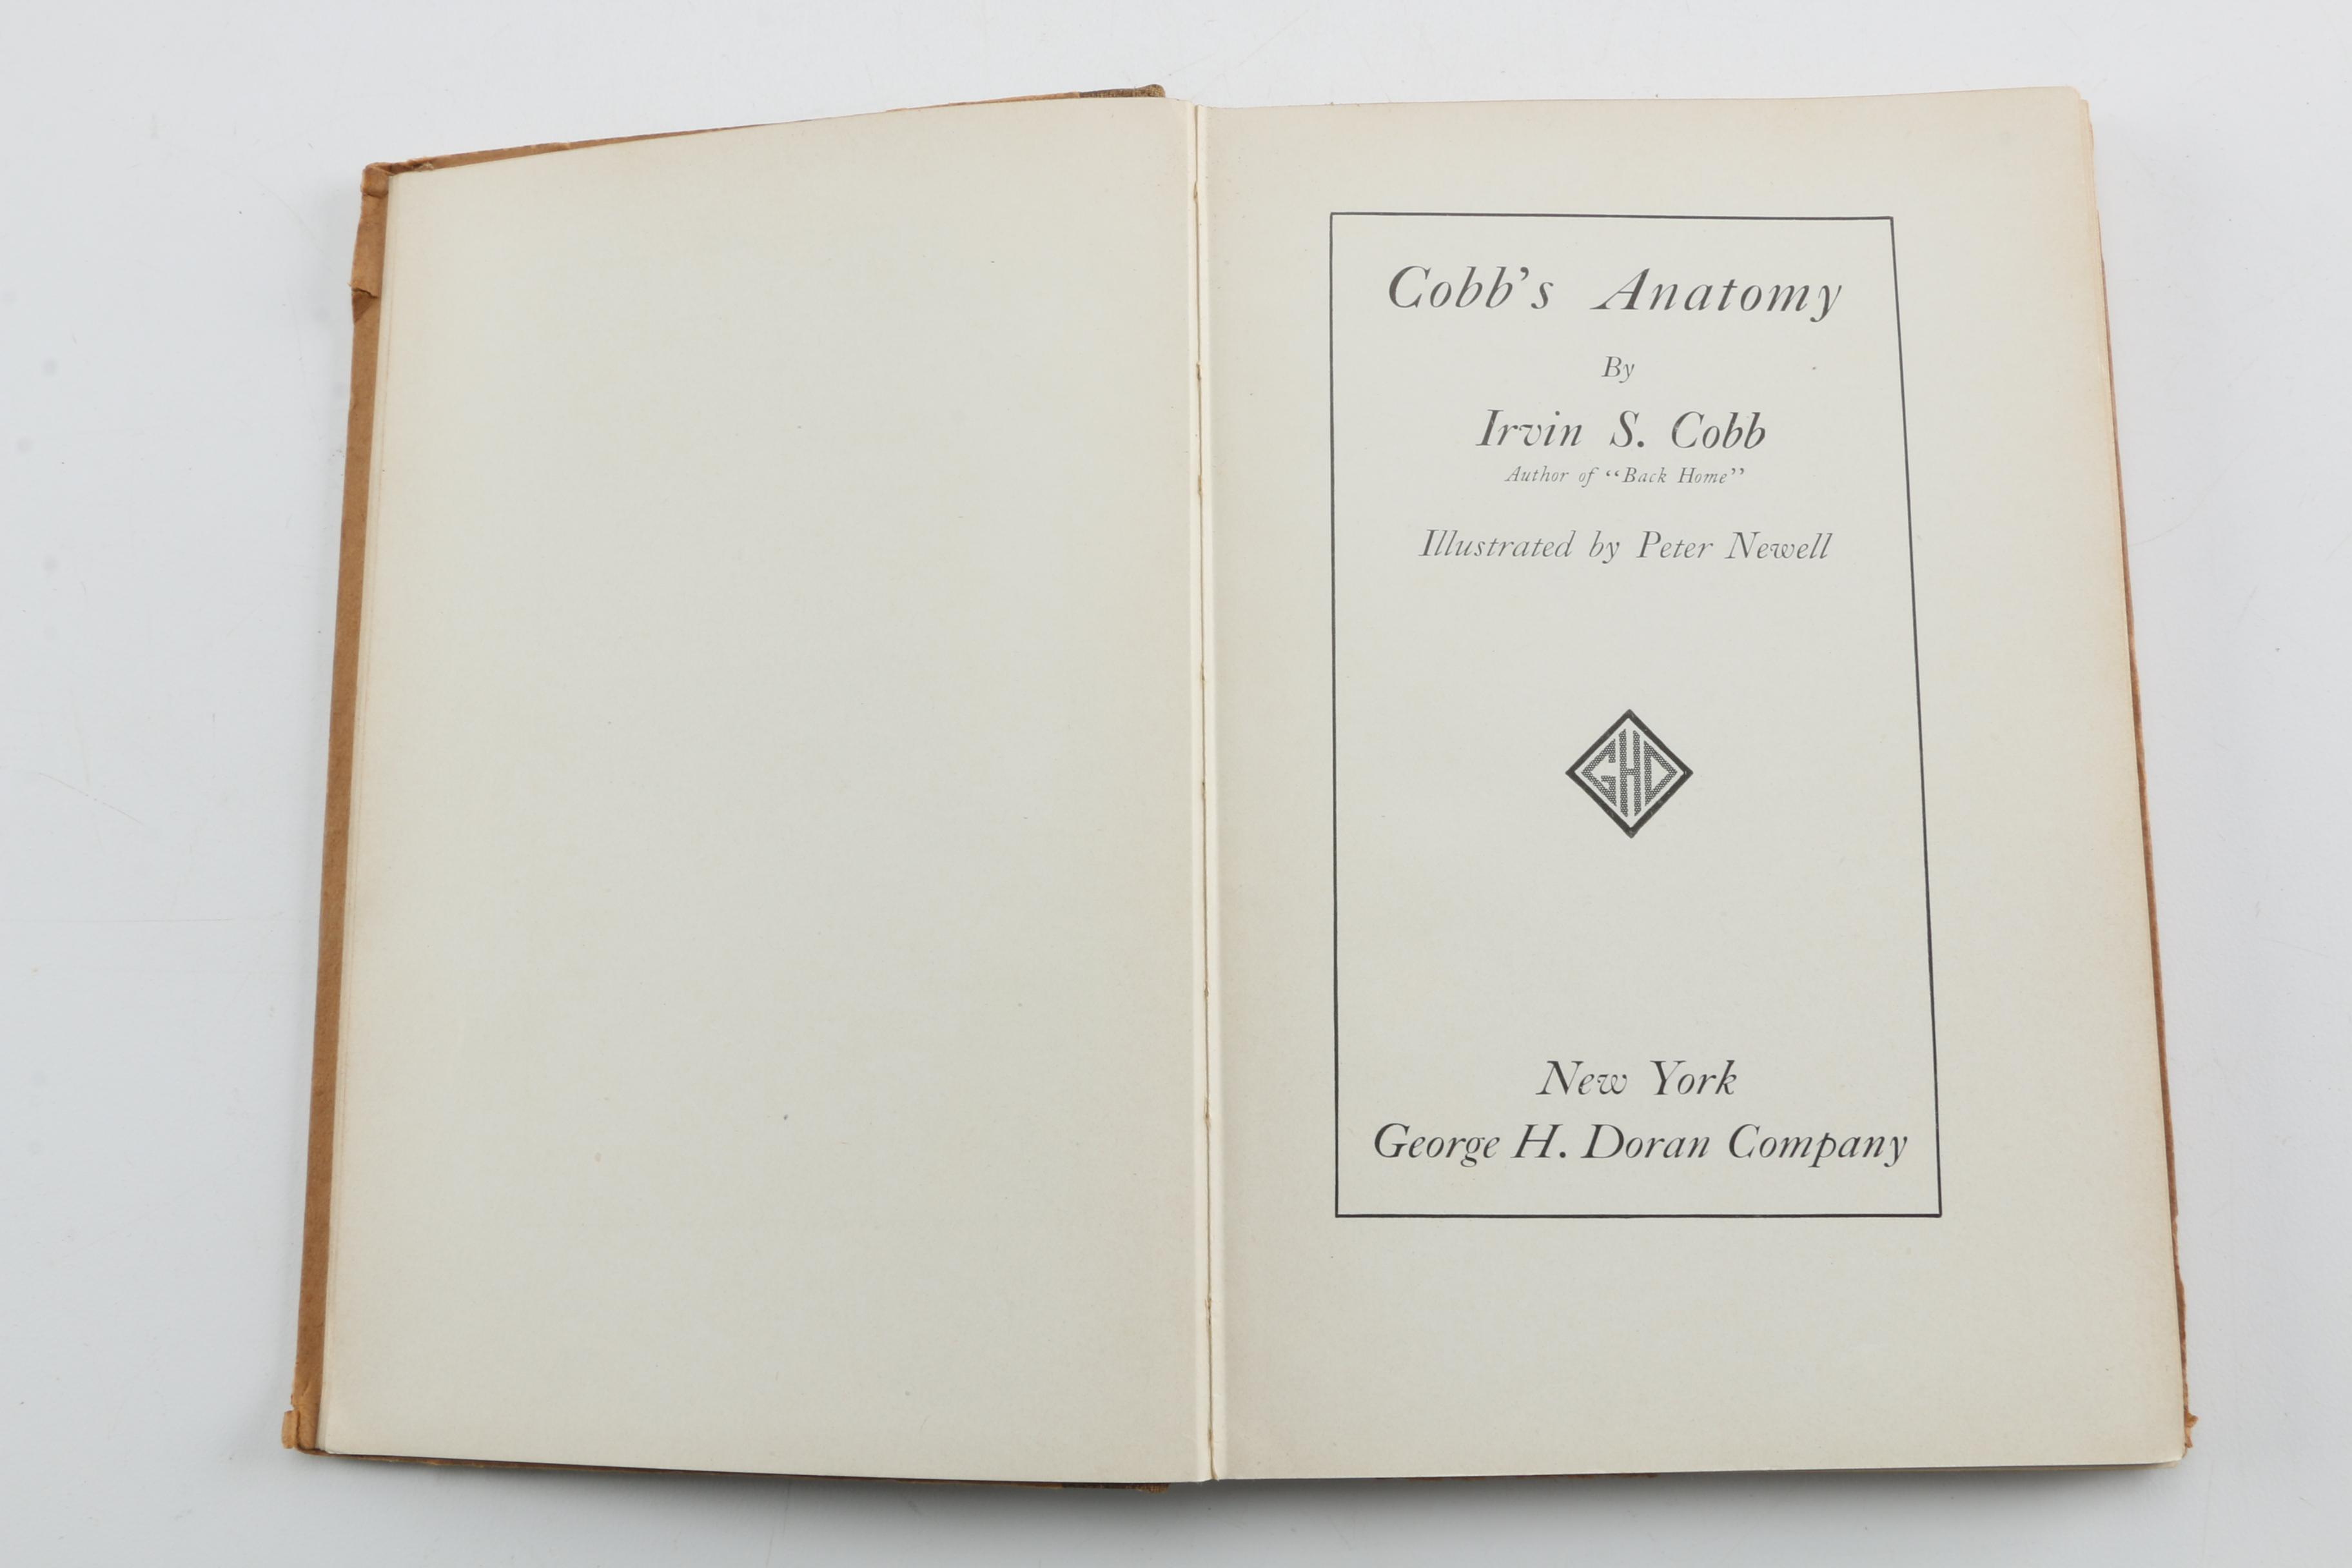 Cobb's Anatomy
By
Irvin S. Cobb
Author of “Back Home”
Illustrated by Peter Newell
GHD
New York
George H. Doran Company